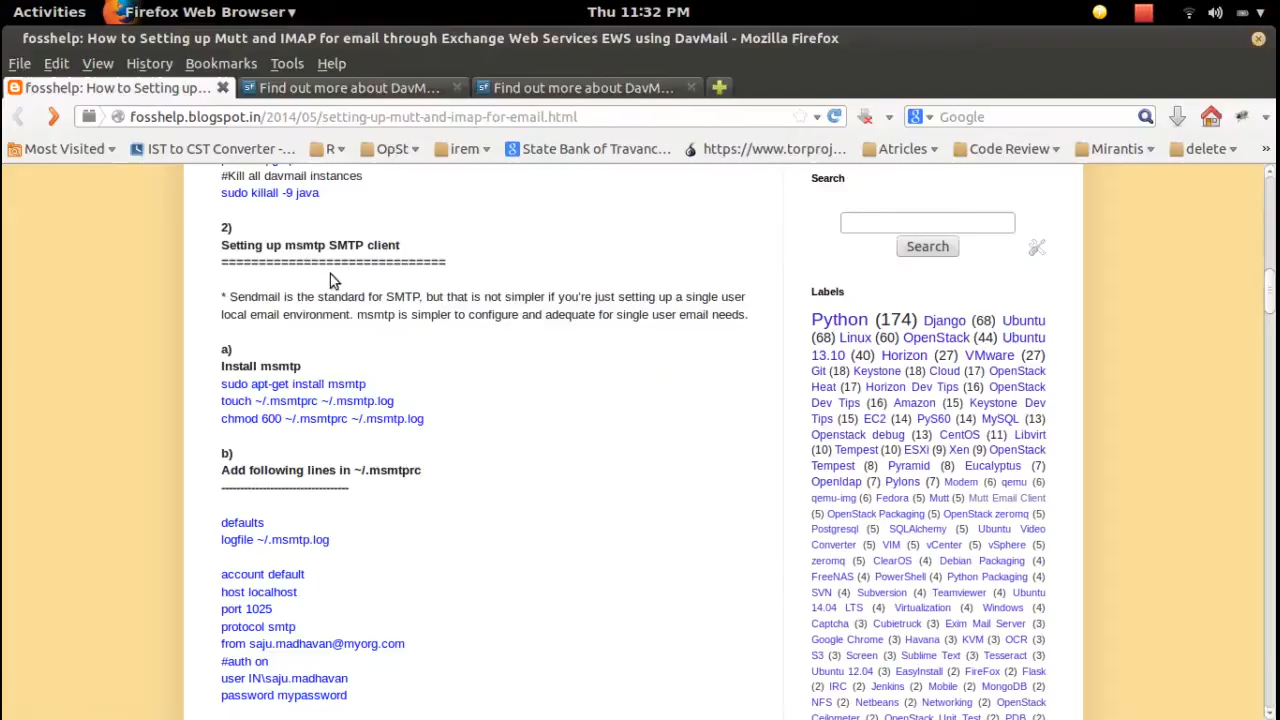 Activities
Firefox Web Browser ▾
Thu 11:32 PM
fosshelp: How to Setting up Mutt and IMAP for email through Exchange Web Services EWS using DavMail - Mozilla Firefox
File Edit View History Bookmarks Tools Help
fosshelp: How to Setting up...
Find out more about DavM...
Find out more about DavM...
fosshelp.blogspot.in/2014/05/setting-up-mutt-and-imap-for-email.html
Google
Most Visited ▾
IST to CST Converter -...
R ▾
OpSt ▾
irem ▾
State Bank of Travanc...
https://www.torproj...
Atricles ▾
Code Review ▾
Mirantis ▾
delete ▾
»
#Kill all davmail instances
sudo killall -9 java
2)
Setting up msmtp SMTP client
==============================
* Sendmail is the standard for SMTP, but that is not simpler if you're just setting up a single user
local email environment. msmtp is simpler to configure and adequate for single user email needs.
a)
Install msmtp
sudo apt-get install msmtp
touch ~/.msmtprc ~/.msmtp.log
chmod 600 ~/.msmtprc ~/.msmtp.log
b)
Add following lines in ~/.msmtprc
----------------------------------
defaults
logfile ~/.msmtp.log
account default
host localhost
port 1025
protocol smtp
from saju.madhavan@myorg.com
#auth on
user IN\saju.madhavan
password mypassword
Search
Search
Labels
Python (174) Django (68) Ubuntu
(68) Linux (60) OpenStack (44) Ubuntu
13.10 (40) Horizon (27) VMware (27)
Git (18) Keystone (18) Cloud (17) OpenStack
Heat (17) Horizon Dev Tips (16) OpenStack
Dev Tips (16) Amazon (15) Keystone Dev
Tips (15) EC2 (14) PyS60 (14) MySQL (13)
Openstack debug (13) CentOS (11) Libvirt
(10) Tempest (10) ESXi (9) Xen (9) OpenStack
Tempest (8) Pyramid (8) Eucalyptus (7)
Openldap (7) Pylons (7) Modem (6) qemu (6)
qemu-img (6) Fedora (5) Mutt (5) Mutt Email Client
(5) OpenStack Packaging (5) OpenStack zeromq (5)
Postgresql (5) SQLAlchemy (5) Ubuntu Video
Converter (5) VIM (5) vCenter (5) vSphere (5)
zeromq (5) ClearOS (4) Debian Packaging (4)
FreeNAS (4) PowerShell (4) Python Packaging (4)
SVN (4) Subversion (4) Teamviewer (4) Ubuntu
14.04 LTS (4) Virtualization (4) Windows (4)
Captcha (3) Cubietruck (3) Exim Mail Server (3)
Google Chrome (3) Havana (3) KVM (3) OCR (3)
S3 (3) Screen (3) Sublime Text (3) Tesseract (3)
Ubuntu 12.04 (3) EasyInstall (2) FireFox (2) Flask
(2) IRC (2) Jenkins (2) Mobile (2) MongoDB (2)
NFS (2) Netbeans (2) Networking (2) OpenStack
Ceilometer (2) OpenStack Unit Test (2) PDB (2)